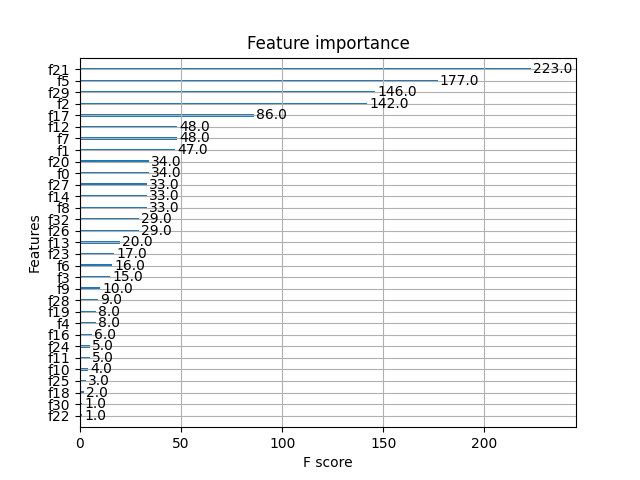 Feature importance
f21 223.0
f5 177.0
f29 146.0
f2 142.0
f17 86.0
f12 48.0
f7 48.0
f1 47.0
f20 34.0
f0 34.0
f27 33.0
f14 33.0
f8 33.0
f32 29.0
f26 29.0
f13 20.0
f23 17.0
f6 16.0
f3 15.0
f9 10.0
f28 9.0
f19 8.0
f4 8.0
f16 6.0
f24 5.0
f11 5.0
f10 4.0
f25 3.0
f18 2.0
f30 1.0
f22 1.0
Features
0 50 100 150 200
F score